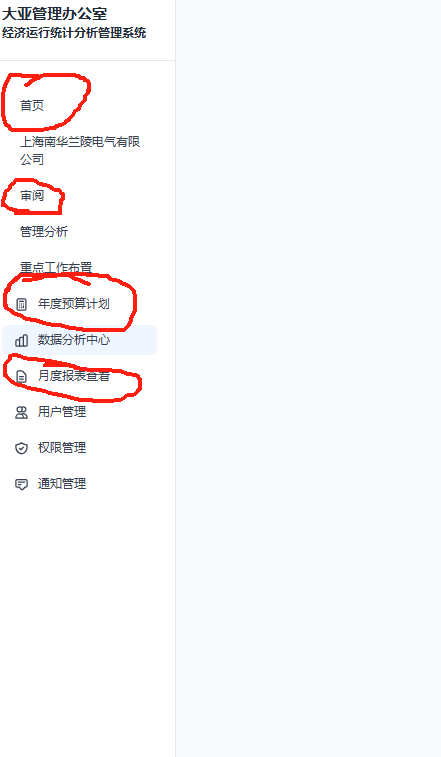 大亚管理办公室
经济运行统计分析管理系统
首页
上海南华兰陵电气有限
公司
审阅
管理分析
重点工作布置
年度预算计划
数据分析中心
月度报表查看
用户管理
权限管理
通知管理